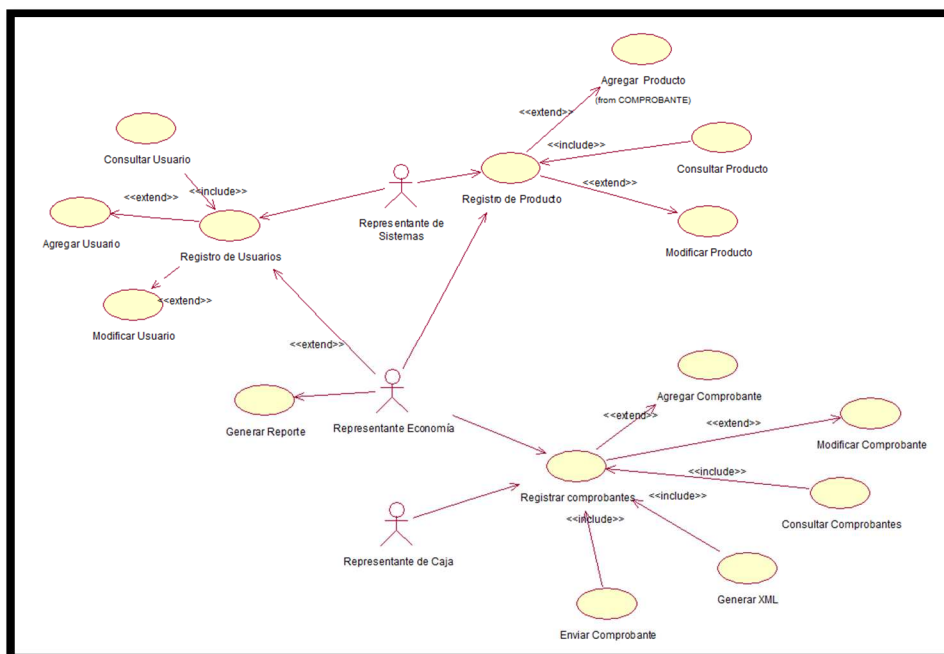 Agregar Producto
(from COMPROBANTE)
<<extend>>
Consultar Usuario
<<include>>
Consultar Producto
<<include>>
<<extend>>
<<extend>>
Registro de Producto
Agregar Usuario
Representante de
Sistemas
Modificar Producto
Registro de Usuarios
<<extend>>
Modificar Usuario
<<extend>>
Agregar Comprobante
Generar Reporte
Representante Economía
<<extend>>
<<extend>>
Modificar Comprobante
<<include>>
Registrar comprobantes
<<include>>
Consultar Comprobantes
<<include>>
Representante de Caja
Generar XML
Enviar Comprobante